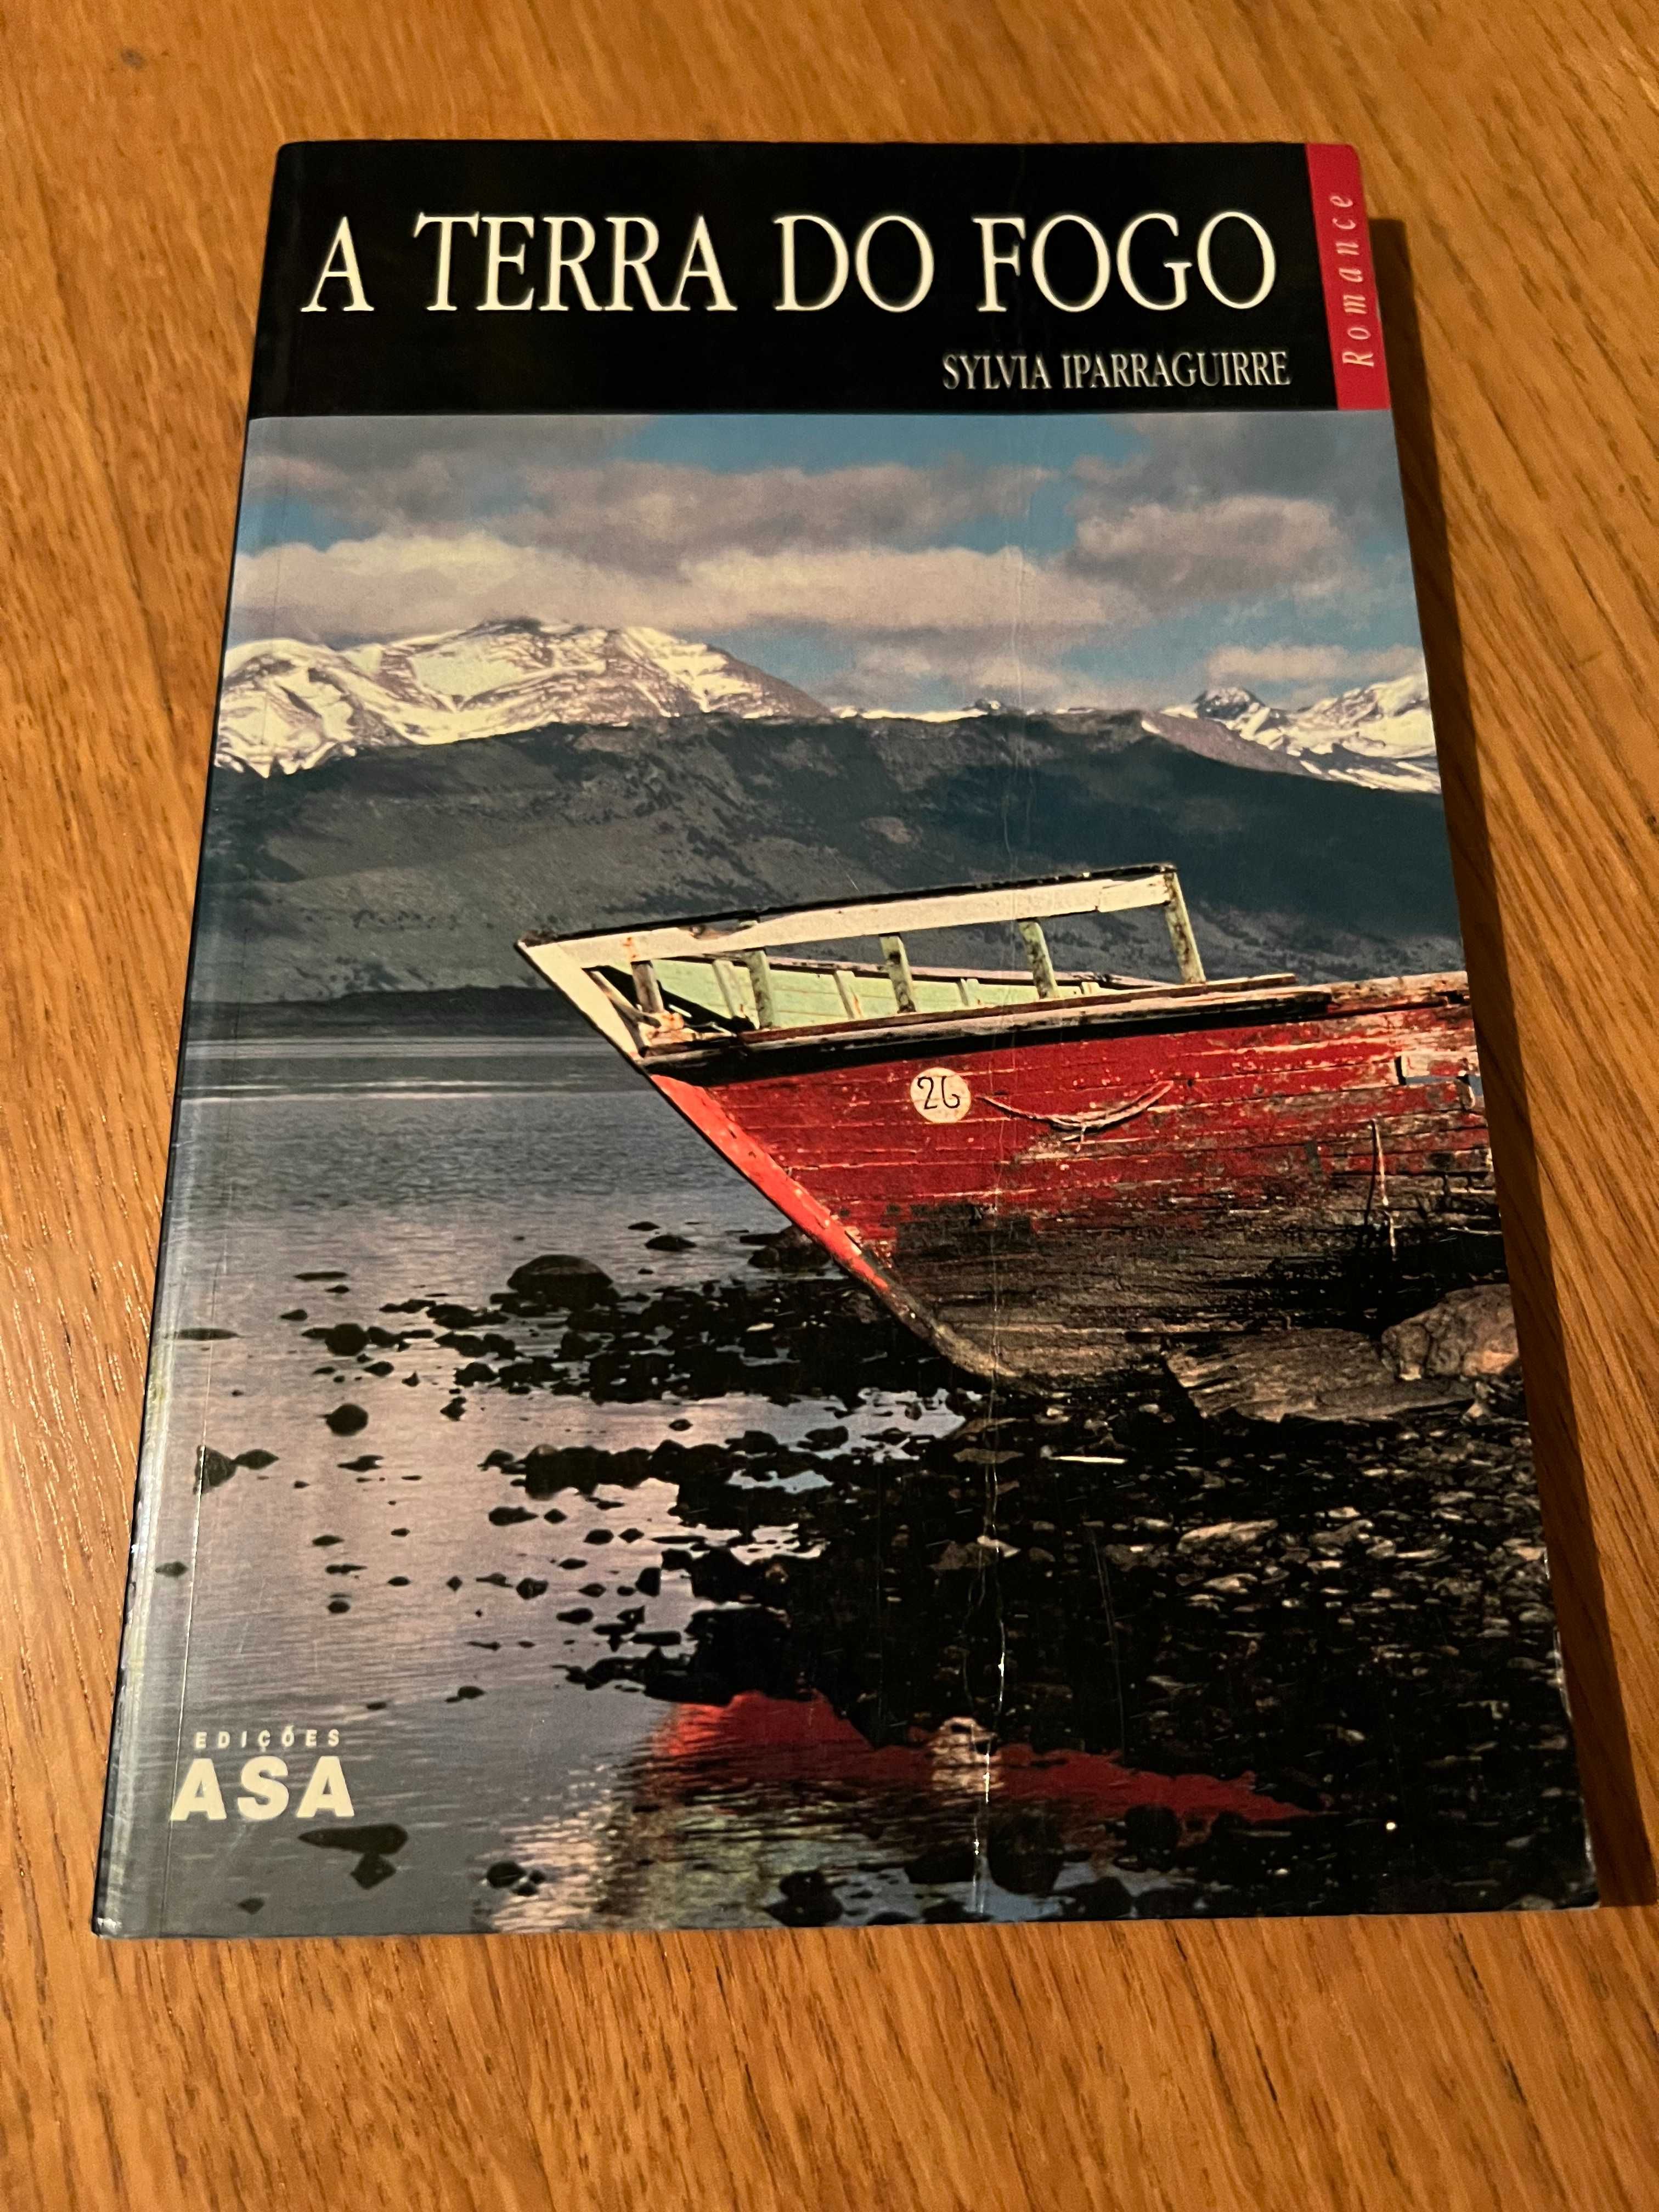 A TERRA DO FOGO
SYLVIA IPARRAGUIRRE
Romance
26
EDIÇÕES
ASA